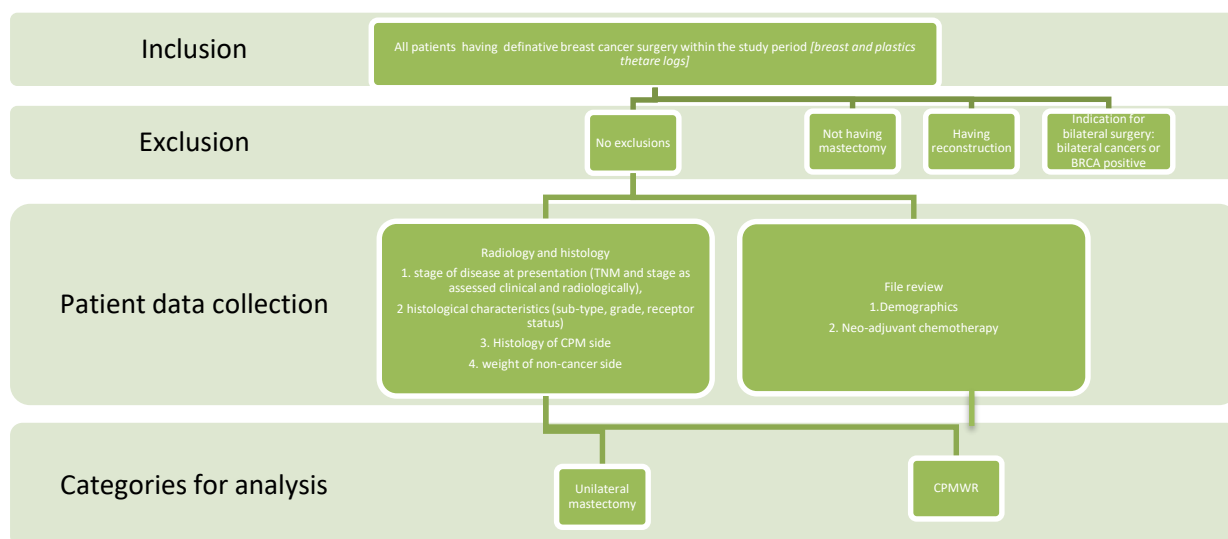 Inclusion
All patients  having  definative breast cancer surgery within the study period [breast and plastics
thetare logs]
Exclusion
No exclusions
Not having
mastectomy
Having
reconstruction
Indication for
bilateral surgery:
bilateral cancers or
BRCA positive
Patient data collection
Radiology and histology
1. stage of disease at presentation (TNM and stage as
assessed clinical and radiologically),
2 histological characteristics (sub-type, grade, receptor
status)
3. Histology of CPM side
4. weight of non-cancer side
File review
1.Demographics
2. Neo-adjuvant chemotherapy
Categories for analysis
Unilateral
mastectomy
CPMWR